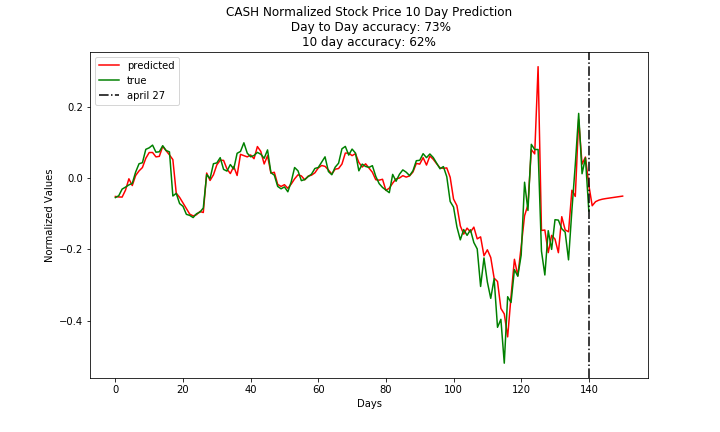 CASH Normalized Stock Price 10 Day Prediction
Day to Day accuracy: 73%
10 day accuracy: 62%
predicted
true
april 27
0.2
0.0
−0.2
−0.4
Normalized Values
0 20 40 60 80 100 120 140
Days